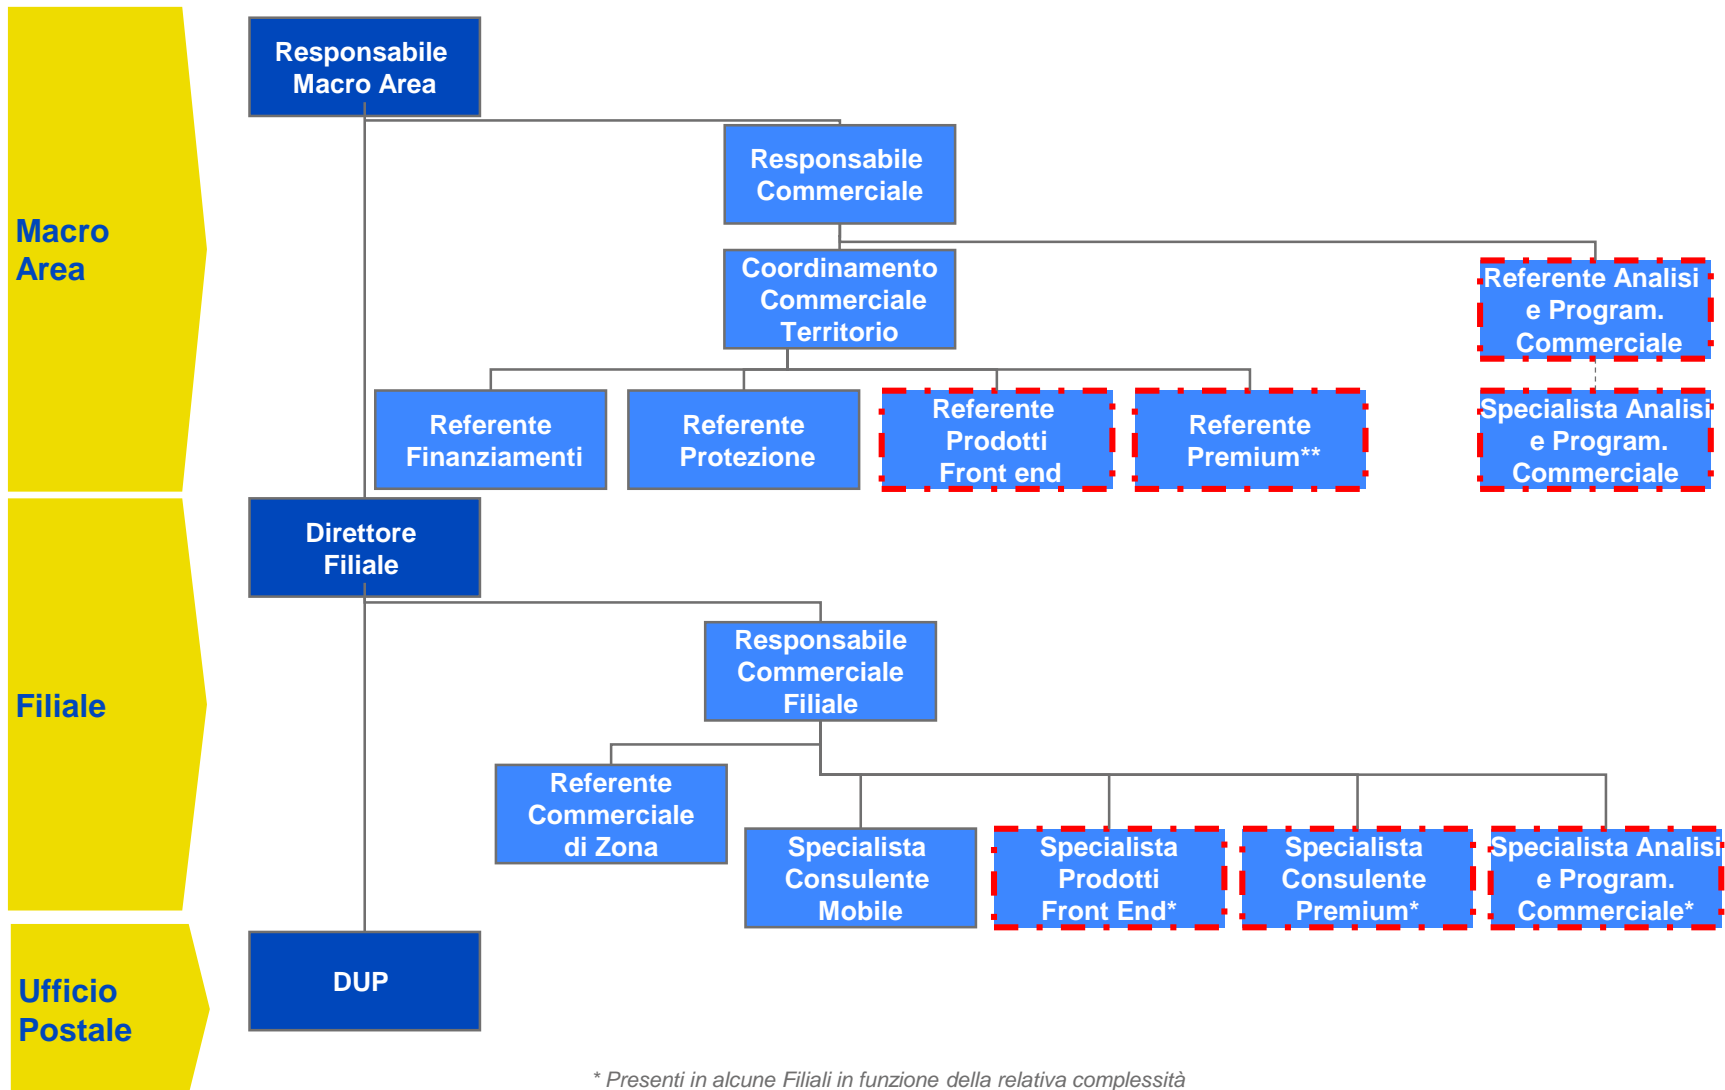 Macro
Area
Responsabile
Macro Area
Responsabile
Commerciale
Coordinamento
Commerciale
Territorio
Referente Analisi
e Program.
Commerciale
Referente
Finanziamenti
Referente
Protezione
Referente
Prodotti
Front end
Referente
Premium**
Specialista Analisi
e Program.
Commerciale
Filiale
Direttore
Filiale
Responsabile
Commerciale
Filiale
Referente
Commerciale
di Zona
Specialista
Consulente
Mobile
Specialista
Prodotti
Front End*
Specialista
Consulente
Premium*
Specialista Analisi
e Program.
Commerciale*
Ufficio
Postale
DUP
* Presenti in alcune Filiali in funzione della relativa complessità